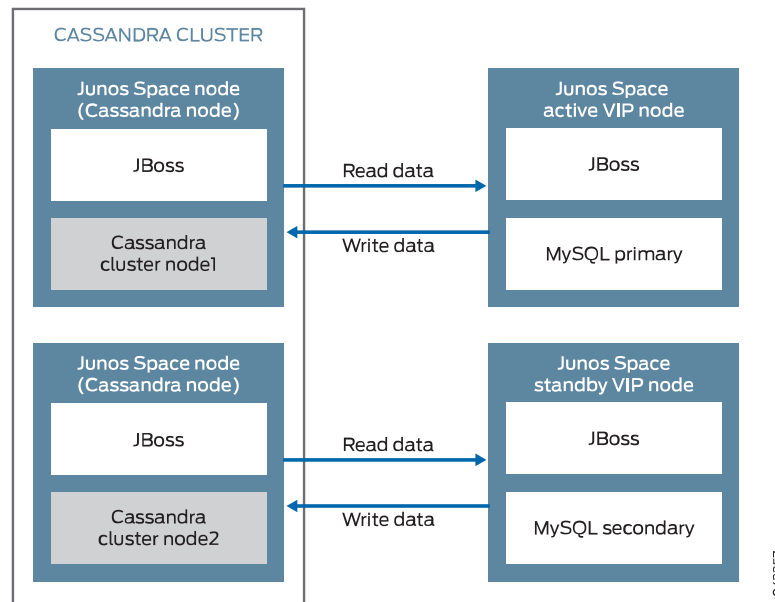 CASSANDRA CLUSTER
Junos Space node
(Cassandra node)
JBoss
Cassandra
cluster node1
Read data
Write data
Junos Space
active VIP node
JBoss
MySQL primary
Junos Space node
(Cassandra node)
JBoss
Cassandra
cluster node2
Read data
Write data
Junos Space
standby VIP node
JBoss
MySQL secondary